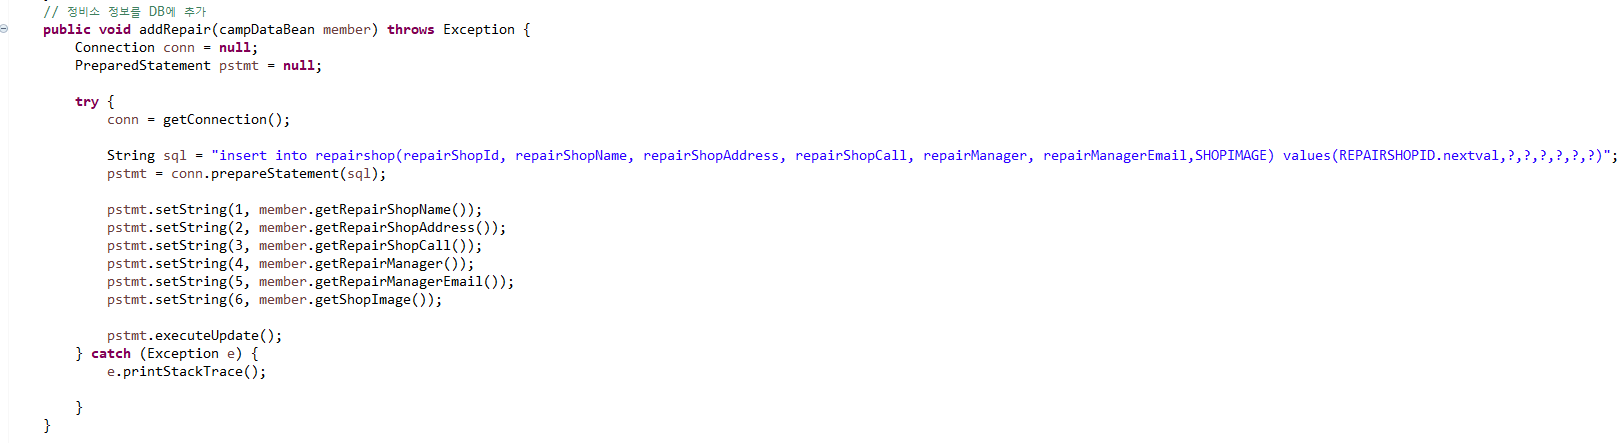 // 정비소 정보를 DB에 추가
public void addRepair(campDataBean member) throws Exception {
Connection conn = null;
PreparedStatement pstmt = null;
try {
conn = getConnection();
String sql = "insert into repairshop(repairShopId, repairShopName, repairShopAddress, repairShopCall, repairManager, repairManagerEmail,SHOPIMAGE) values(REPAIRSHOPID.nextval,?,?,?,?,?,?)";
pstmt = conn.prepareStatement(sql);
pstmt.setString(1, member.getRepairShopName());
pstmt.setString(2, member.getRepairShopAddress());
pstmt.setString(3, member.getRepairShopCall());
pstmt.setString(4, member.getRepairManager());
pstmt.setString(5, member.getRepairManagerEmail());
pstmt.setString(6, member.getShopImage());
pstmt.executeUpdate();
} catch (Exception e) {
e.printStackTrace();
}
}